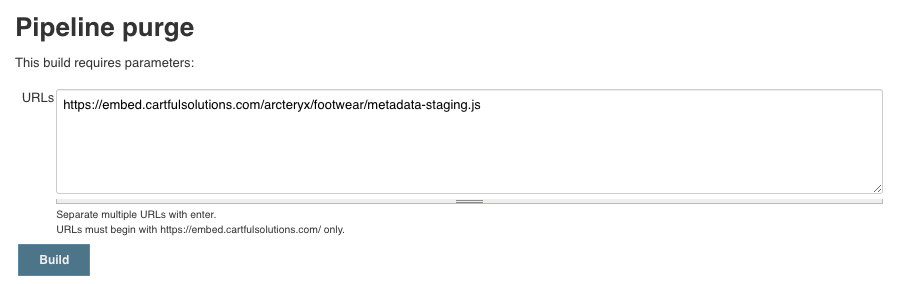 Pipeline purge
This build requires parameters:
URLs
https://embed.cartfulsolutions.com/arcteryx/footwear/metadata-staging.js
Separate multiple URLs with enter.
URLs must begin with https://embed.cartfulsolutions.com/ only.
Build